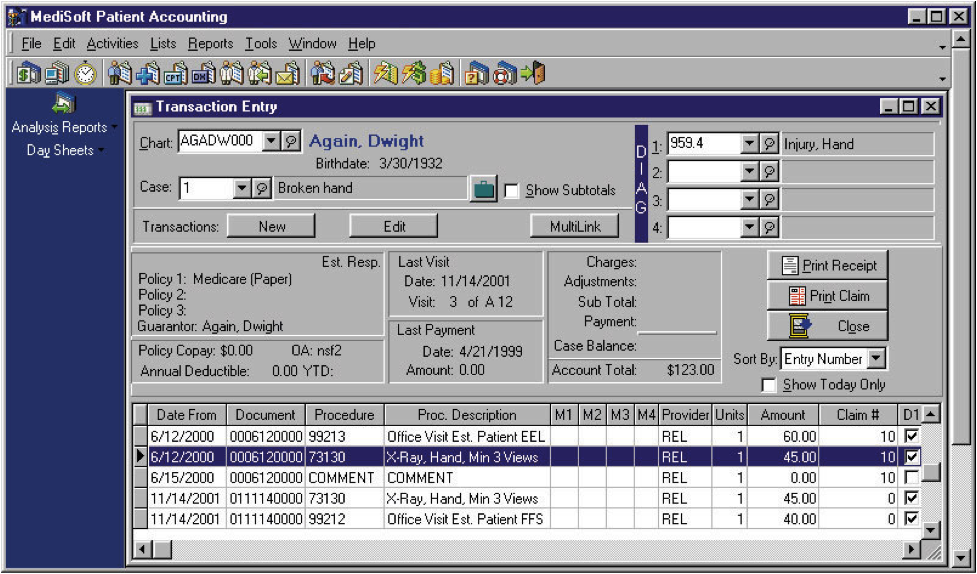 MediSoft Patient Accounting
File Edit Activities Lists Reports Tools Window Help
Analysis Reports
Day Sheets
Transaction Entry
Chart: AGADW000 Again, Dwight
Birthdate: 3/30/1932
Case: 1 Broken hand Show Subtotals
Transactions: New Edit MultiLink
DIAG
1: 959.4 Injury, Hand
2:
3:
4:
Est. Resp.
Policy 1: Medicare (Paper)
Policy 2:
Policy 3:
Guarantor: Again, Dwight
Policy Copay: $0.00 OA: nsf2
Annual Deductible: 0.00 YTD:
Last Visit
Date: 11/14/2001
Visit: 3 of A 12
Last Payment
Date: 4/21/1999
Amount: 0.00
Charges:
Adjustments:
Sub Total:
Payment:
Case Balance:
Account Total: $123.00
Print Receipt
Print Claim
Close
Sort By: Entry Number
Show Today Only
Date From Document Procedure Proc. Description M1 M2 M3 M4 Provider Units Amount Claim # D1
6/12/2000 0006120000 99213 Office Visit Est. Patient EEL REL 1 60.00 10
6/12/2000 0006120000 73130 X-Ray, Hand, Min 3 Views REL 1 45.00 10
6/15/2000 0006120000 COMMENT COMMENT REL 1 0.00 10
11/14/2001 0111140000 73130 X-Ray, Hand, Min 3 Views REL 1 45.00 0
11/14/2001 0111140000 99212 Office Visit Est. Patient FFS REL 1 40.00 0